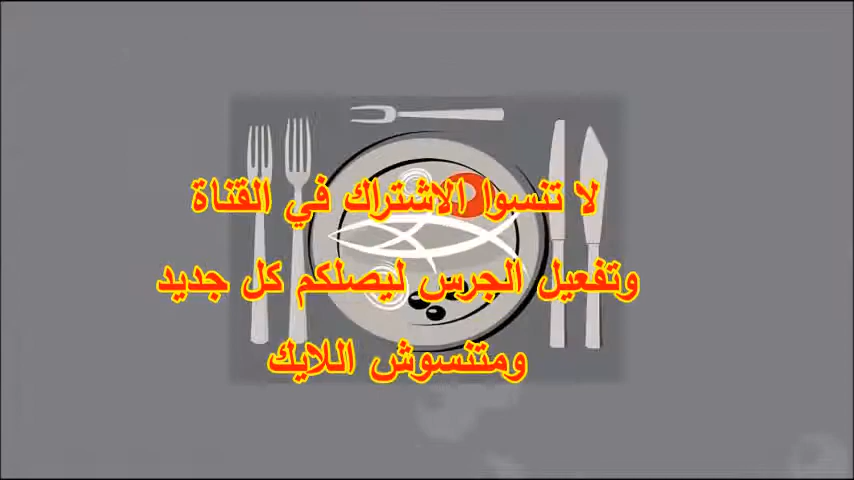 لا تنسوا الاشتراك في القناة
وتفعيل الجرس ليصلكم كل جديد
ومتنسوش اللايك